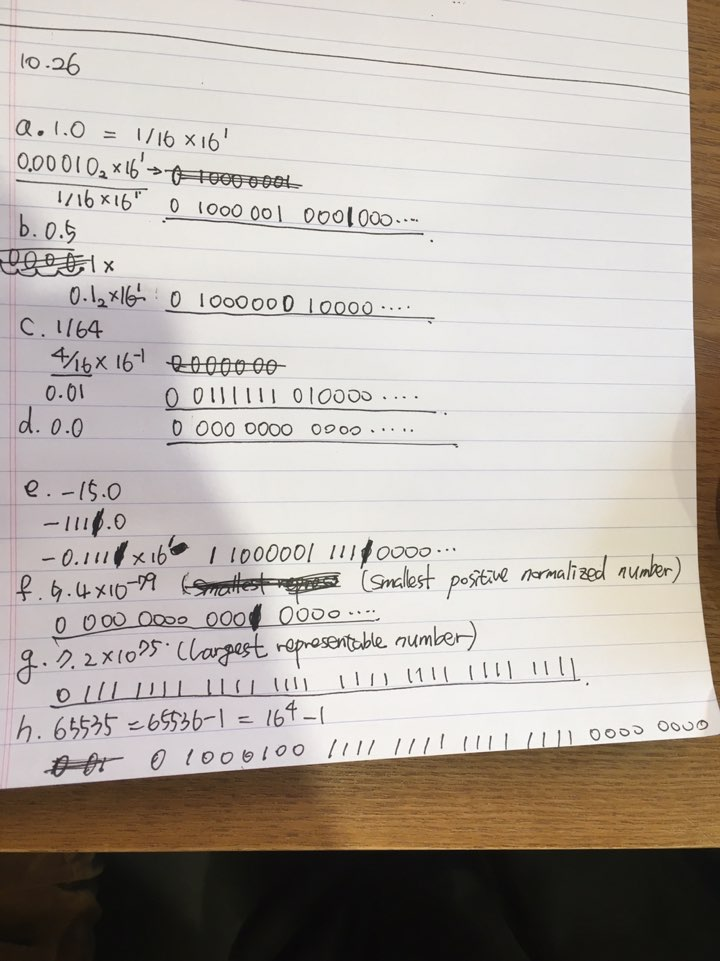 10.26
a. 1.0 = 1/16 × 16¹
0.00010₂ × 16¹ →
1/16 × 16¹ 0 1000 001 0001000....
b. 0.5
.1 ×
0.1₂ × 16 0 1000000 10000....
c. 1/64
4/16 × 16⁻¹
0.01 0 0111111 010000....
d. 0.0 0 000 0000 0000.....
e. -15.0
-1111.0
-0.1111 × 16¹ 1 1000001 11110000...
f. 5.4×10⁻⁷⁹ (smallest positive normalized number)
0 000 0000 0001 0000....
g. 7.2×10⁷⁵. (largest representable number)
0 111 1111 1111 1111 1111 1111 1111 1111.
h. 65535 = 65536-1 = 16⁴-1
0 1000100 1111 1111 1111 1111 0000 0000